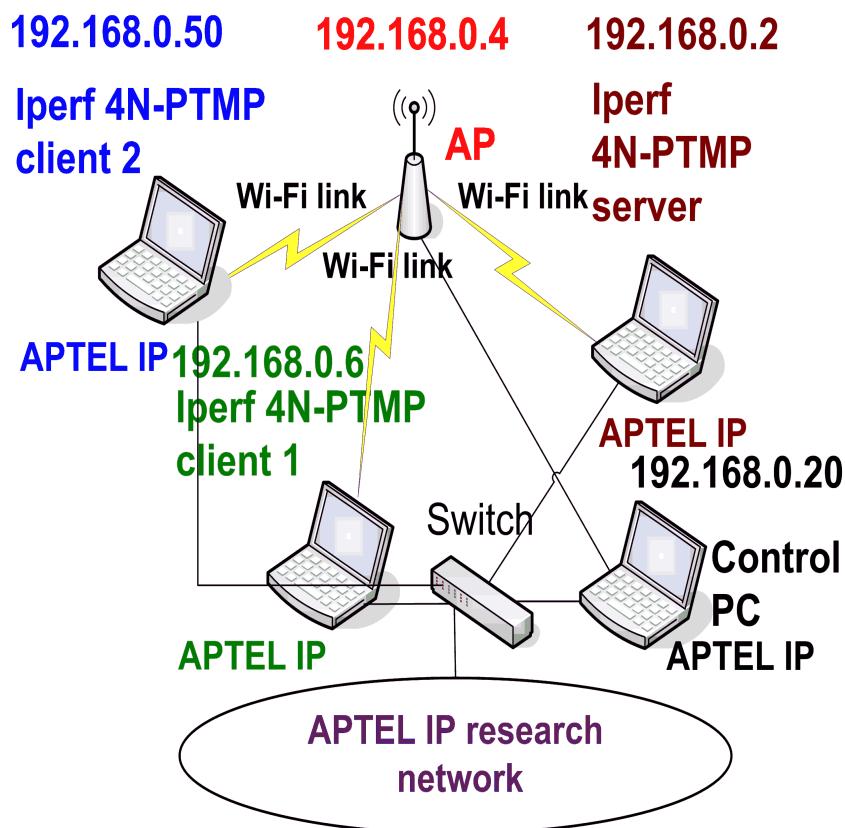 192.168.0.50
192.168.0.4
192.168.0.2
Iperf 4N-PTMP
client 2
AP
Iperf
4N-PTMP
server
Wi-Fi link
Wi-Fi link
Wi-Fi link
APTEL IP
192.168.0.6
Iperf 4N-PTMP
client 1
APTEL IP
192.168.0.20
Switch
Control
PC
APTEL IP
APTEL IP
APTEL IP research
network